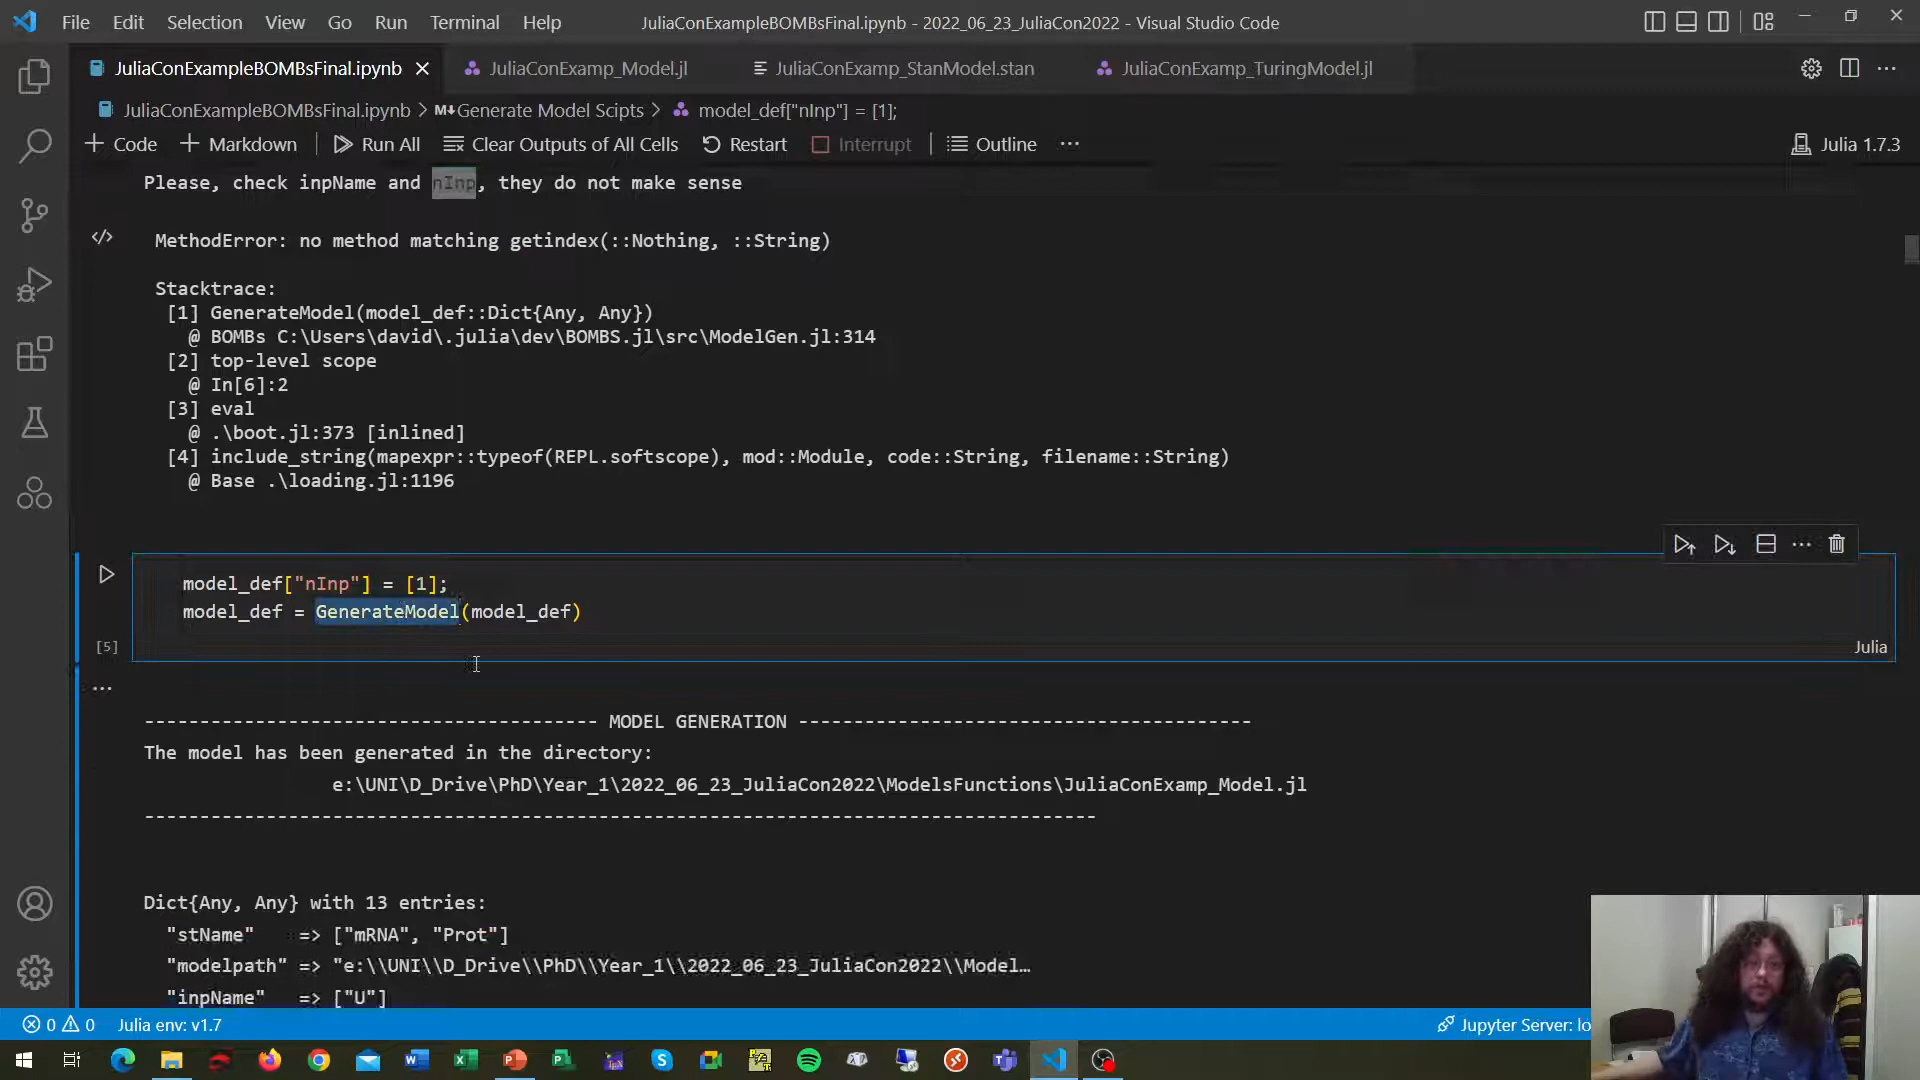 File Edit Selection View Go Run Terminal Help JuliaConExampleBOMBsFinal.ipynb - 2022_06_23_JuliaCon2022 - Visual Studio Code
JuliaConExampleBOMBsFinal.ipynb JuliaConExamp_Model.jl JuliaConExamp_StanModel.stan JuliaConExamp_TuringModel.jl
JuliaConExampleBOMBsFinal.ipynb > M↓Generate Model Scipts > model_def["nInp"] = [1];
Code Markdown Run All Clear Outputs of All Cells Restart Interrupt Outline ··· Julia 1.7.3
Please, check inpName and nInp, they do not make sense
MethodError: no method matching getindex(::Nothing, ::String)
Stacktrace:
[1] GenerateModel(model_def::Dict{Any, Any})
@ BOMBs C:\Users\david\.julia\dev\BOMBS.jl\src\ModelGen.jl:314
[2] top-level scope
@ In[6]:2
[3] eval
@ .\boot.jl:373 [inlined]
[4] include_string(mapexpr::typeof(REPL.softscope), mod::Module, code::String, filename::String)
@ Base .\loading.jl:1196
model_def["nInp"] = [1];
model_def = GenerateModel(model_def)
[5] Julia
---------------------------------------- MODEL GENERATION ----------------------------------------
The model has been generated in the directory:
e:\UNI\D_Drive\PhD\Year_1\2022_06_23_JuliaCon2022\ModelsFunctions\JuliaConExamp_Model.jl
--------------------------------------------------------------------------------------
Dict{Any, Any} with 13 entries:
"stName" => ["mRNA", "Prot"]
"modelpath" => "e:\\UNI\\D_Drive\\PhD\\Year_1\\2022_06_23_JuliaCon2022\\Model…
"inpName" => ["U"]
0 0 Julia env: v1.7 Jupyter Server: lo